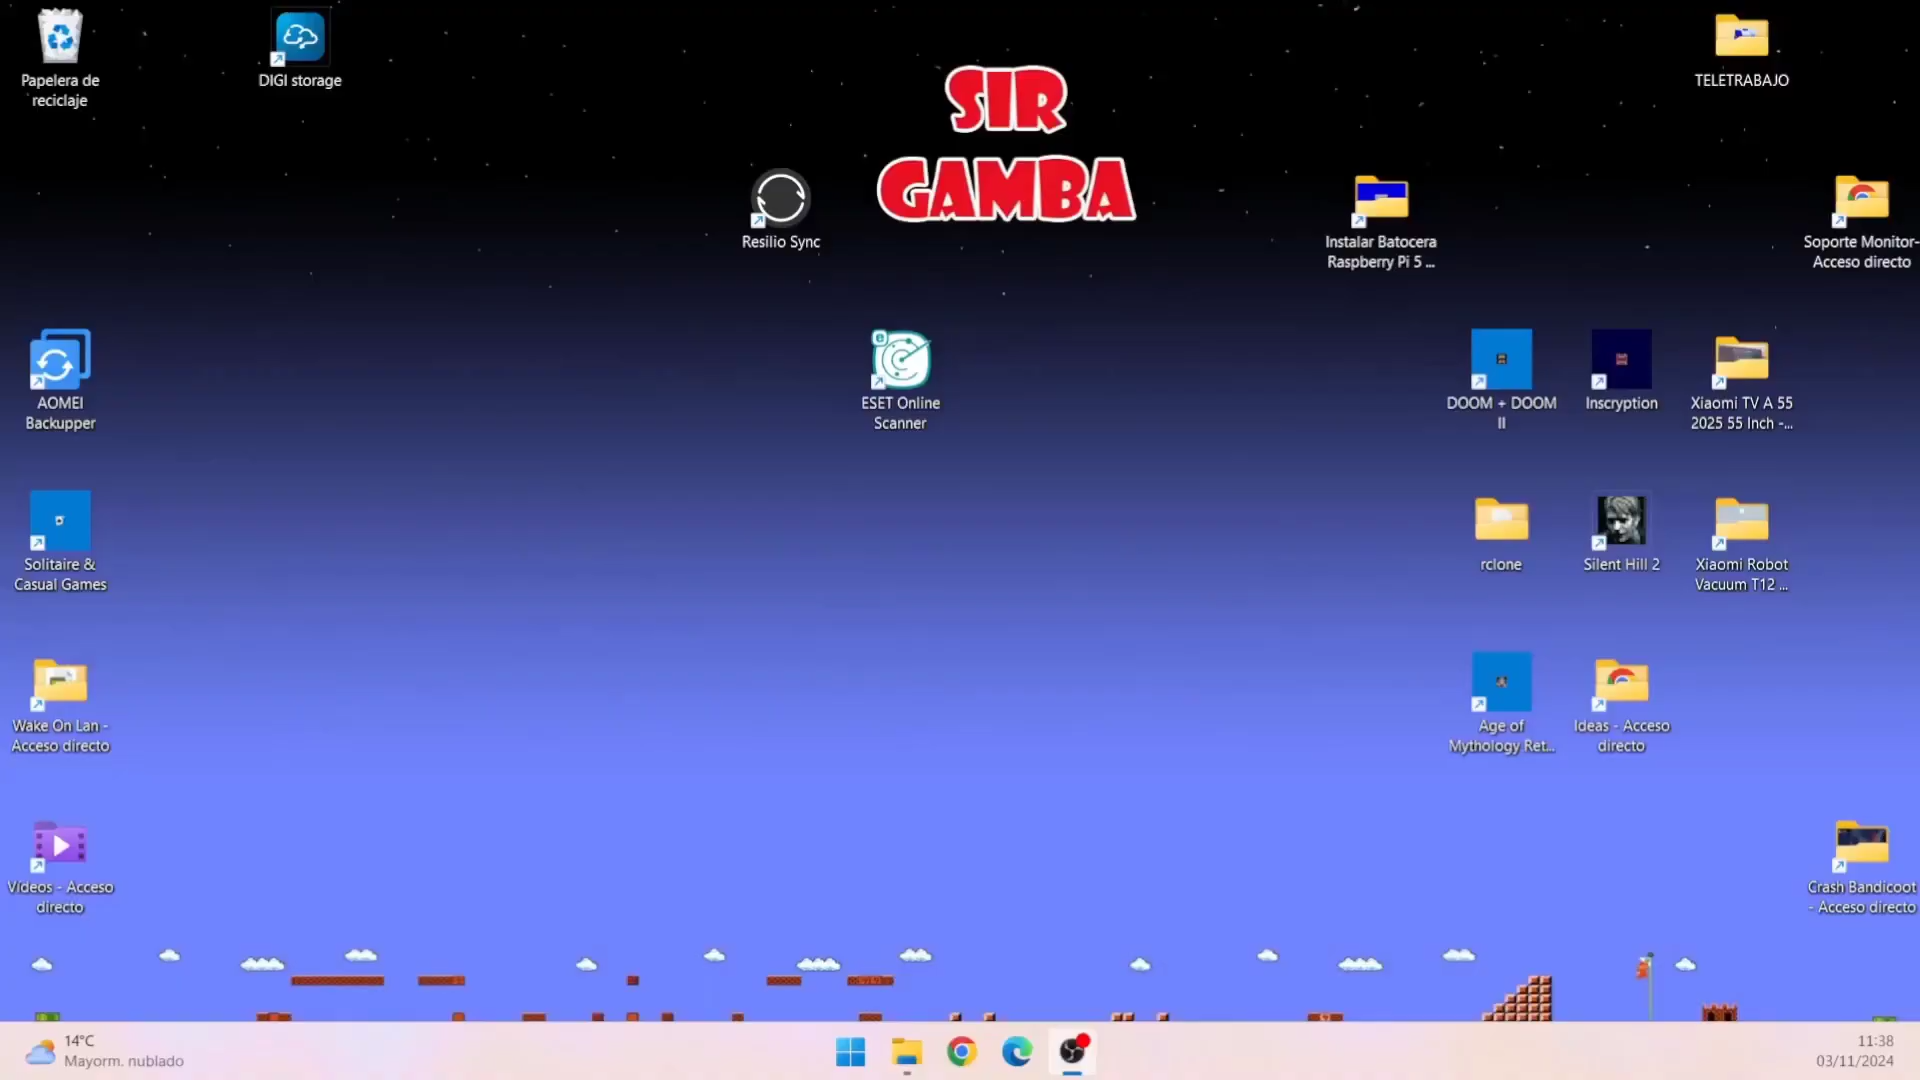 Papelera de
reciclaje
DIGI storage
SIR
GAMBA
TELETRABAJO
Resilio Sync
Instalar Batocera
Raspberry Pi 5 ...
Soporte Monitor-
Acceso directo
AOMEI
Backupper
ESET Online
Scanner
DOOM + DOOM
II
Inscryption
Xiaomi TV A 55
2025 55 Inch -...
Solitaire &
Casual Games
rclone
Silent Hill 2
Xiaomi Robot
Vacuum T12 ...
Wake On Lan -
Acceso directo
Age of
Mythology Ret...
Ideas - Acceso
directo
Vídeos - Acceso
directo
Crash Bandicoot
- Acceso directo
14°C
Mayorm. nublado
11:38
03/11/2024